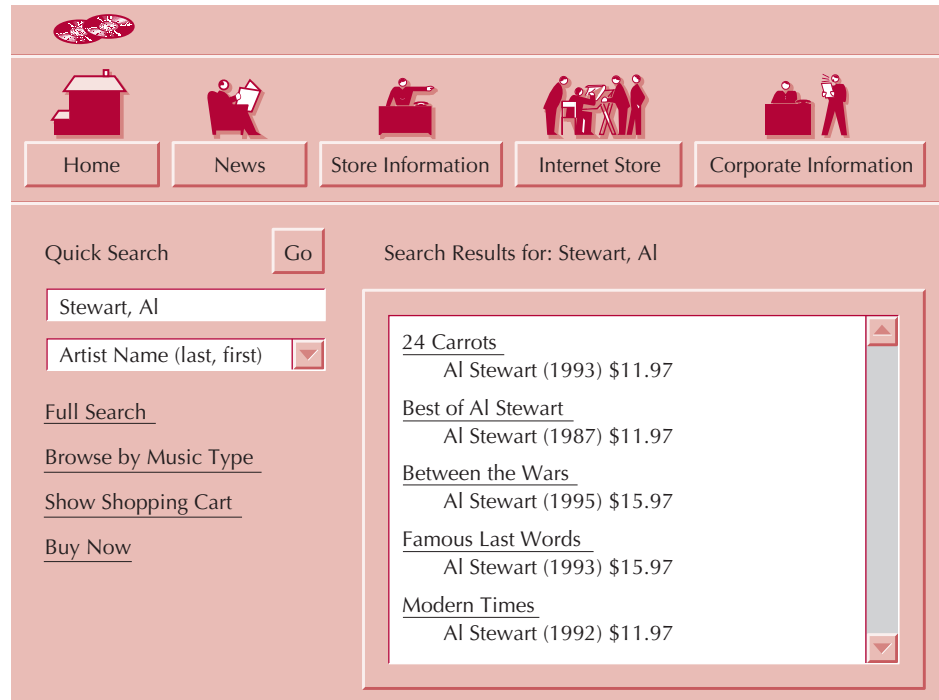 Home
News
Store Information
Internet Store
Corporate Information
Quick Search
Go
Stewart, Al
Artist Name (last, first)
Full Search
Browse by Music Type
Show Shopping Cart
Buy Now
Search Results for: Stewart, Al
24 Carrots
Al Stewart (1993) $11.97
Best of Al Stewart
Al Stewart (1987) $11.97
Between the Wars
Al Stewart (1995) $15.97
Famous Last Words
Al Stewart (1993) $15.97
Modern Times
Al Stewart (1992) $11.97